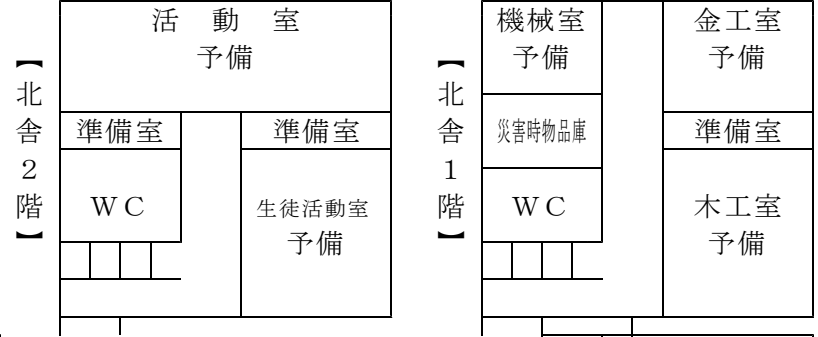 【北舎2階】
活動室
予備
準備室
準備室
WC
生徒活動室
予備
【北舎1階】
機械室
予備
金工室
予備
災害時物品庫
準備室
WC
木工室
予備